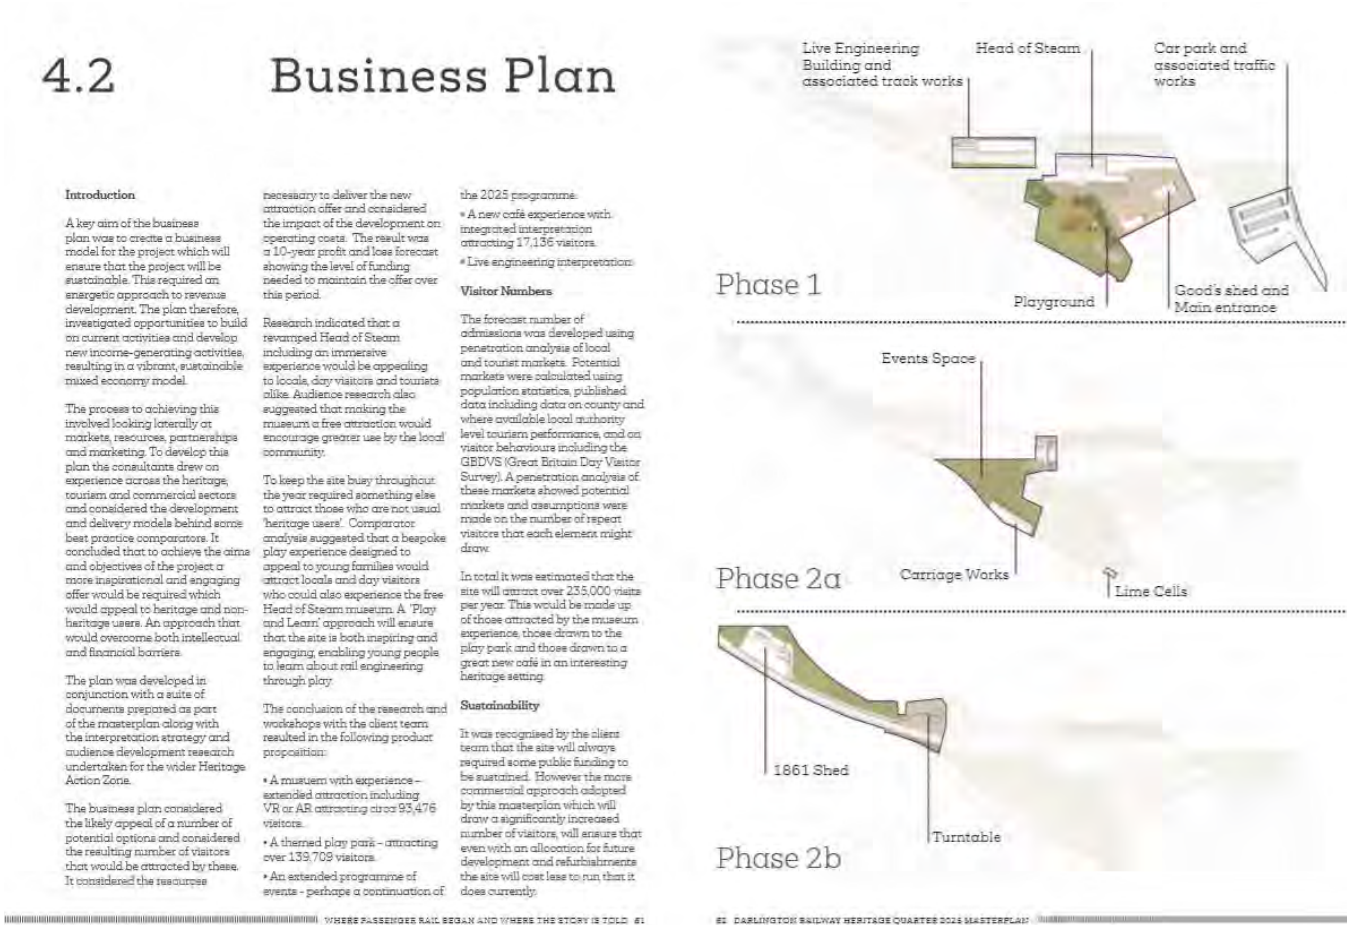 4.2 Business Plan
Introduction
A key aim of the business
plan was to create a business
model for the project which will
ensure that the project will be
sustainable. This required an
energetic approach to revenue
development. The plan therefore,
investigated opportunities to build
on current activities and develop
new income-generating activities,
resulting in a vibrant, sustainable
mixed economy model.
The process to achieving this
involved looking laterally at
markets, resources, partnerships
and marketing. To develop this
plan the consultants drew on
experience across the heritage,
tourism and commercial sectors
and considered the development
and delivery models behind some
best practice comparators. It
concluded that to achieve the aims
and objectives of the project a
more inspirational and engaging
offer would be required which
would appeal to heritage and non-
heritage users. An approach that
would overcome both intellectual
and financial barriers.
The plan was developed in
conjunction with a suite of
documents prepared as part
of the masterplan along with
the interpretation strategy and
audience development research
undertaken for the wider Heritage
Action Zone.
The business plan considered
the likely appeal of a number of
potential options and considered
the resulting number of visitors
that would be attracted by these.
It considered the resources
necessary to deliver the new
attraction offer and considered
the impact of the development on
operating costs. The result was
a 10-year profit and loss forecast
showing the level of funding
needed to maintain the offer over
this period.
Research indicated that a
revamped Head of Steam
including an immersive
experience would be appealing
to locals, day visitors and tourists
alike. Audience research also
suggested that making the
museum a free attraction would
encourage greater use by the local
community.
To keep the site busy throughout
the year required something else
to attract those who are not usual
'heritage users'. Comparator
analysis suggested that a bespoke
play experience designed to
appeal to young families would
attract locals and day visitors
who could also experience the free
Head of Steam museum. A 'Play
and Learn' approach will ensure
that the site is both inspiring and
engaging, enabling young people
to learn about rail engineering
through play.
The conclusion of the research and
workshops with the client team
resulted in the following product
proposition:
• A musuem with experience –
extended attraction including
VR or AR attracting circa 93,476
visitors.
• A themed play park – attracting
over 139,709 visitors.
• An extended programme of
events - perhaps a continuation of
the 2025 programme.
• A new café experience with
integrated interpretation
attracting 17,136 visitors.
• Live engineering interpretation.
Visitor Numbers
The forecast number of
admissions was developed using
penetration analysis of local
and tourist markets. Potential
markets were calculated using
population statistics, published
data including data on county and
where available local authority
level tourism performance, and on
visitor behaviours including the
GBDVS (Great Britain Day Visitor
Survey). A penetration analysis of
these markets showed potential
markets and assumptions were
made on the number of repeat
visitors that each element might
draw.
In total it was estimated that the
site will attract over 235,000 visits
per year. This would be made up
of those attracted by the museum
experience, those drawn to the
play park and those drawn to a
great new café in an interesting
heritage setting.
Sustainability
It was recognised by the client
team that the site will always
required some public funding to
be sustained. However the more
commercial approach adopted
by this masterplan which will
draw a significantly increased
number of visitors, will ensure that
even with an allocation for future
development and refurbishments
the site will cost less to run that it
does currently.
WHERE PASSENGER RAIL BEGAN AND WHERE THE STORY IS TOLD 61
Live Engineering
Building and
associated track works
Head of Steam
Car park and
associated traffic
works
Phase 1
Playground
Good's shed and
Main entrance
Events Space
Phase 2a
Carriage Works
Lime Cells
1861 Shed
Turntable
Phase 2b
62 DARLINGTON RAILWAY HERITAGE QUARTER 2025 MASTERPLAN